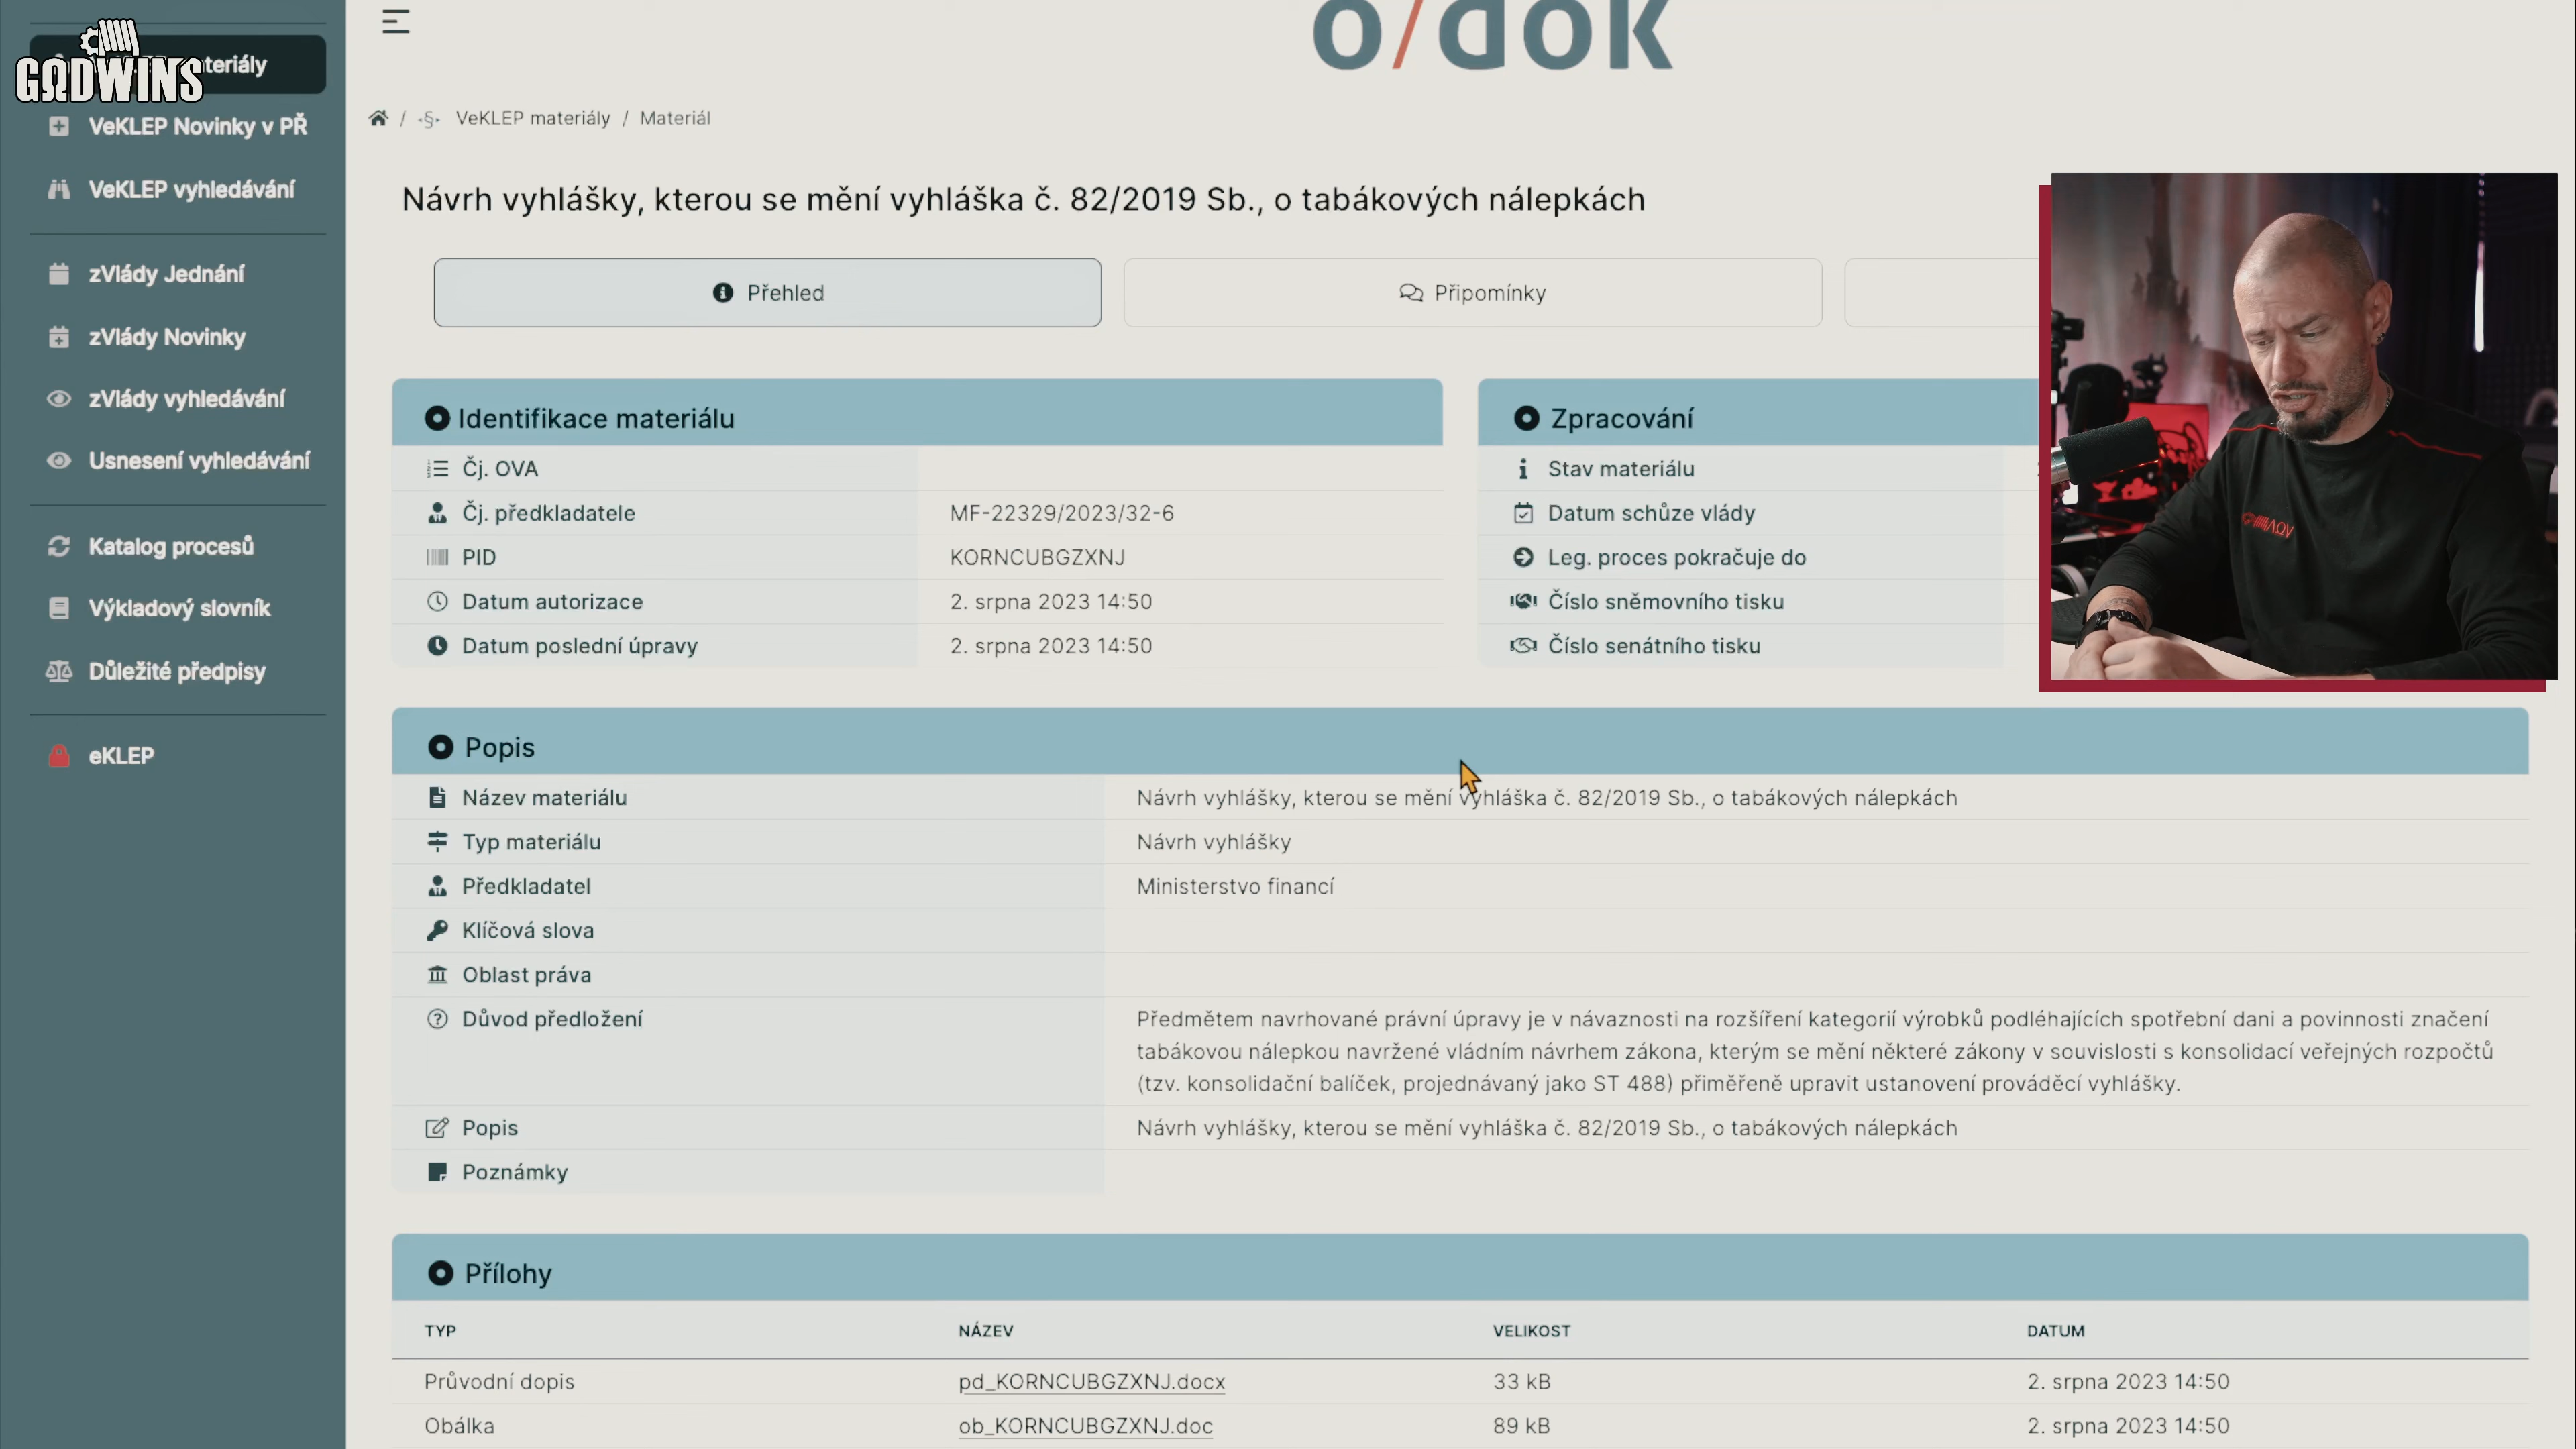 GΩDWINS
teriály
VeKLEP Novinky v PŘ
VeKLEP vyhledávání
zVlády Jednání
zVlády Novinky
zVlády vyhledávání
Usnesení vyhledávání
Katalog procesů
Výkladový slovník
Důležité předpisy
eKLEP
o/dok
/ -§- VeKLEP materiály / Materiál
Návrh vyhlášky, kterou se mění vyhláška č. 82/2019 Sb., o tabákových nálepkách
Přehled
Připomínky
Identifikace materiálu
Čj. OVA
Čj. předkladatele MF-22329/2023/32-6
PID KORNCUBGZXNJ
Datum autorizace 2. srpna 2023 14:50
Datum poslední úpravy 2. srpna 2023 14:50
Zpracování
Stav materiálu
Datum schůze vlády
Leg. proces pokračuje do
Číslo sněmovního tisku
Číslo senátního tisku
Popis
Název materiálu Návrh vyhlášky, kterou se mění vyhláška č. 82/2019 Sb., o tabákových nálepkách
Typ materiálu Návrh vyhlášky
Předkladatel Ministerstvo financí
Klíčová slova
Oblast práva
Důvod předložení Předmětem navrhované právní úpravy je v návaznosti na rozšíření kategorií výrobků podléhajících spotřební dani a povinnosti značení
tabákovou nálepkou navržené vládním návrhem zákona, kterým se mění některé zákony v souvislosti s konsolidací veřejných rozpočtů
(tzv. konsolidační balíček, projednávaný jako ST 488) přiměřeně upravit ustanovení prováděcí vyhlášky.
Popis Návrh vyhlášky, kterou se mění vyhláška č. 82/2019 Sb., o tabákových nálepkách
Poznámky
Přílohy
TYP NÁZEV VELIKOST DATUM
Průvodní dopis pd_KORNCUBGZXNJ.docx 33 kB 2. srpna 2023 14:50
Obálka ob_KORNCUBGZXNJ.doc 89 kB 2. srpna 2023 14:50